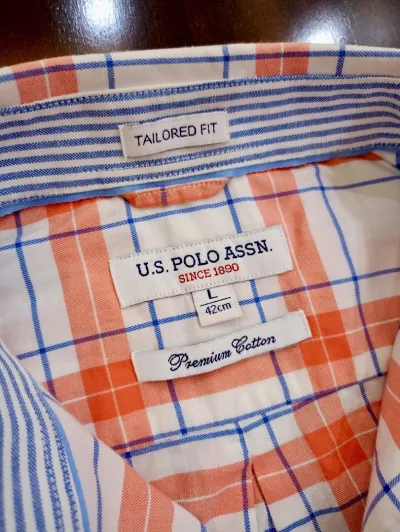 TAILORED FIT
U.S. POLO ASSN.
SINCE 1890
L
42cm
Premium Cotton